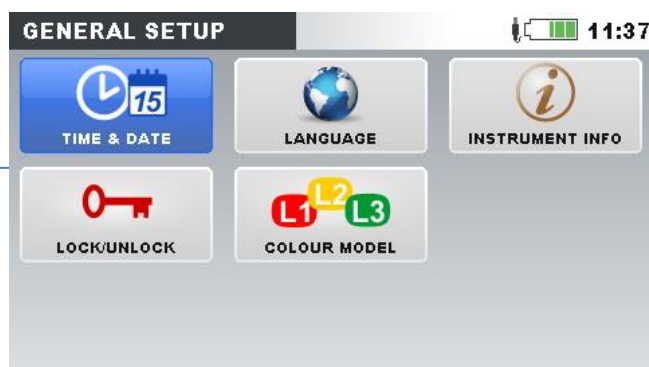 GENERAL SETUP 11:37
15
TIME & DATE LANGUAGE INSTRUMENT INFO
L1 L2 L3
LOCK/UNLOCK COLOUR MODEL